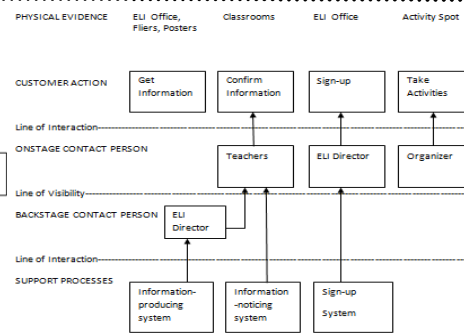 PHYSICAL EVIDENCE ELI Office, Classrooms ELI Office Activity Spot
Fliers, Posters
CUSTOMER ACTION Get Confirm Sign-up Take
Information Information Activities
Line of Interaction
ONSTAGE CONTACT PERSON
Teachers ELI Director Organizer
Line of Visibility
BACKSTAGE CONTACT PERSON ELI
Director
Line of Interaction
SUPPORT PROCESSES
Information- Information Sign-up
producing -noticing System
system system